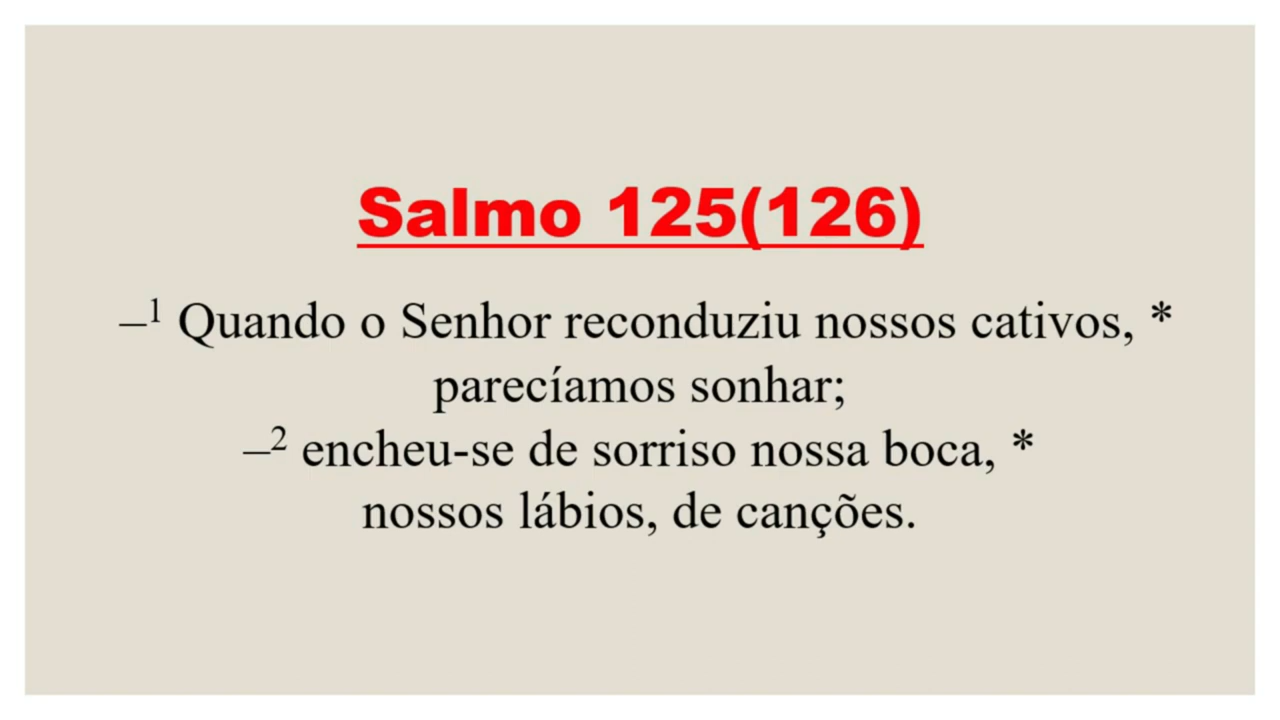 Salmo 125(126)
–¹ Quando o Senhor reconduziu nossos cativos, *
parecíamos sonhar;
–² encheu-se de sorriso nossa boca, *
nossos lábios, de canções.